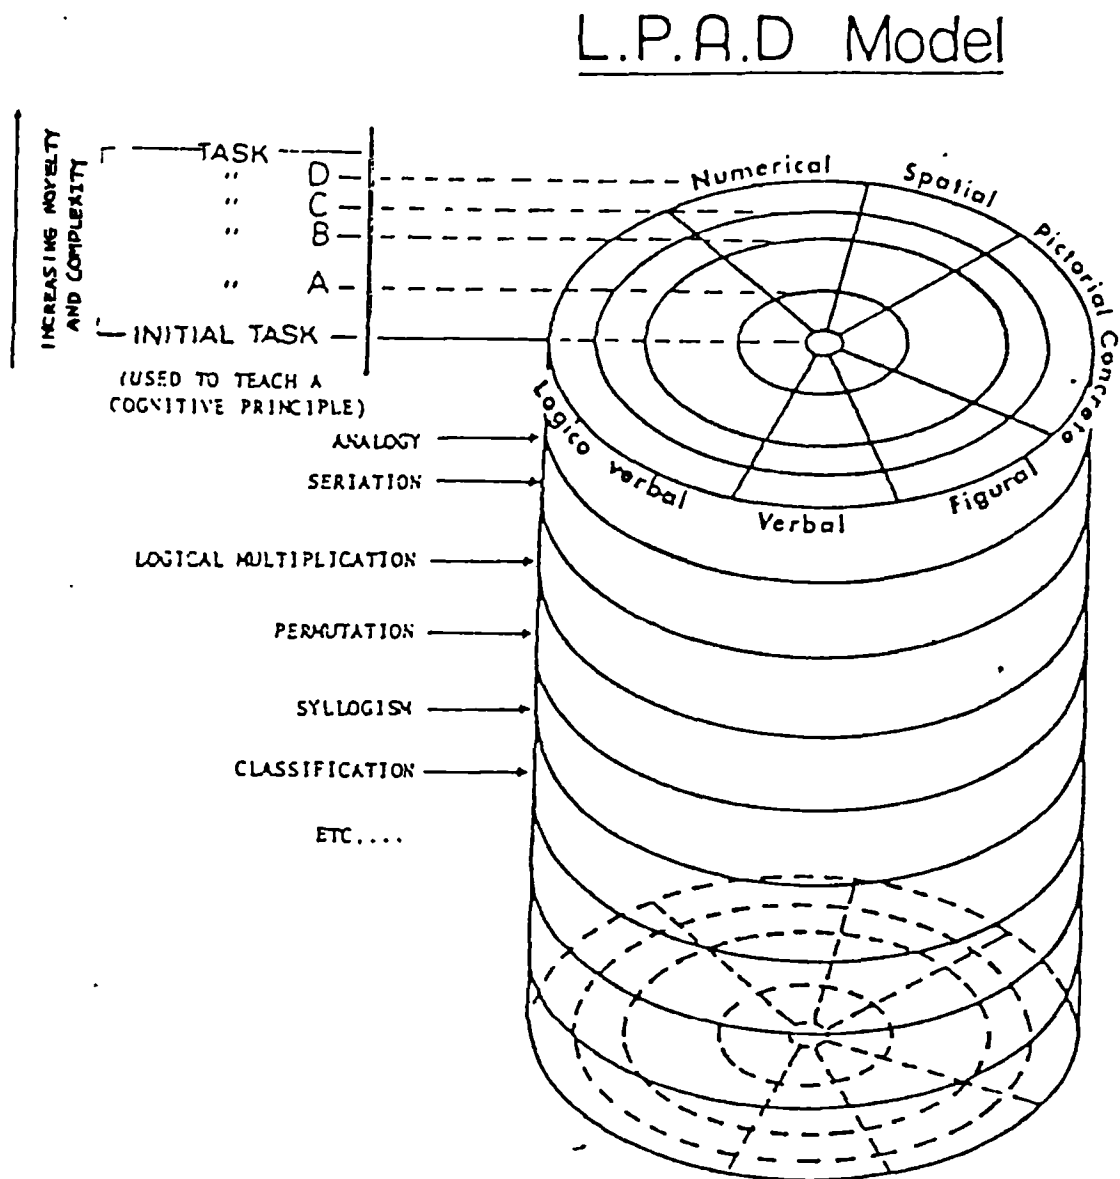 L.P.A.D Model
INCREASING NOVELTY
AND COMPLEXITY
TASK
" D
" C
" B
" A
INITIAL TASK
(USED TO TEACH A
COGNITIVE PRINCIPLE)
Numerical
Spatial
Pictorial Concrete
Figural
Verbal
Logico verbal
ANALOGY
SERIATION
LOGICAL MULTIPLICATION
PERMUTATION
SYLLOGISM
CLASSIFICATION
ETC....